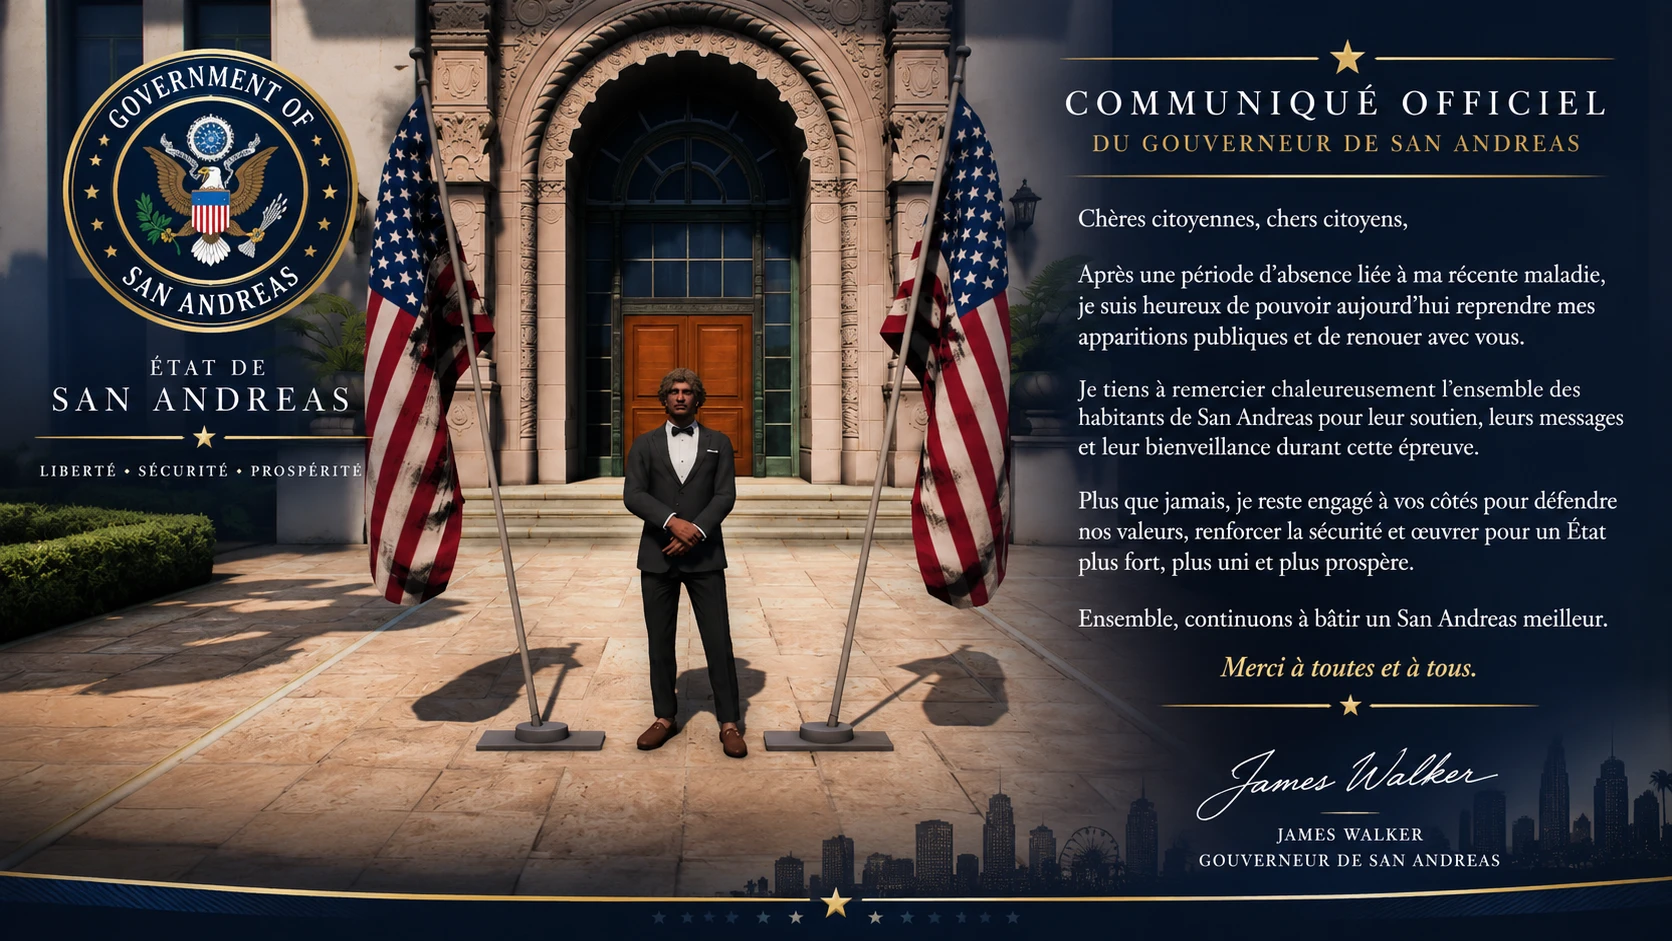 GOVERNMENT OF
SAN ANDREAS
ÉTAT DE
SAN ANDREAS
LIBERTÉ • SÉCURITÉ • PROSPÉRITÉ
COMMUNIQUÉ OFFICIEL
DU GOUVERNEUR DE SAN ANDREAS
Chères citoyennes, chers citoyens,
Après une période d’absence liée à ma récente maladie,
je suis heureux de pouvoir aujourd’hui reprendre mes
apparitions publiques et de renouer avec vous.
Je tiens à remercier chaleureusement l’ensemble des
habitants de San Andreas pour leur soutien, leurs messages
et leur bienveillance durant cette épreuve.
Plus que jamais, je reste engagé à vos côtés pour défendre
nos valeurs, renforcer la sécurité et œuvrer pour un État
plus fort, plus uni et plus prospère.
Ensemble, continuons à bâtir un San Andreas meilleur.
Merci à toutes et à tous.
James Walker
JAMES WALKER
GOUVERNEUR DE SAN ANDREAS